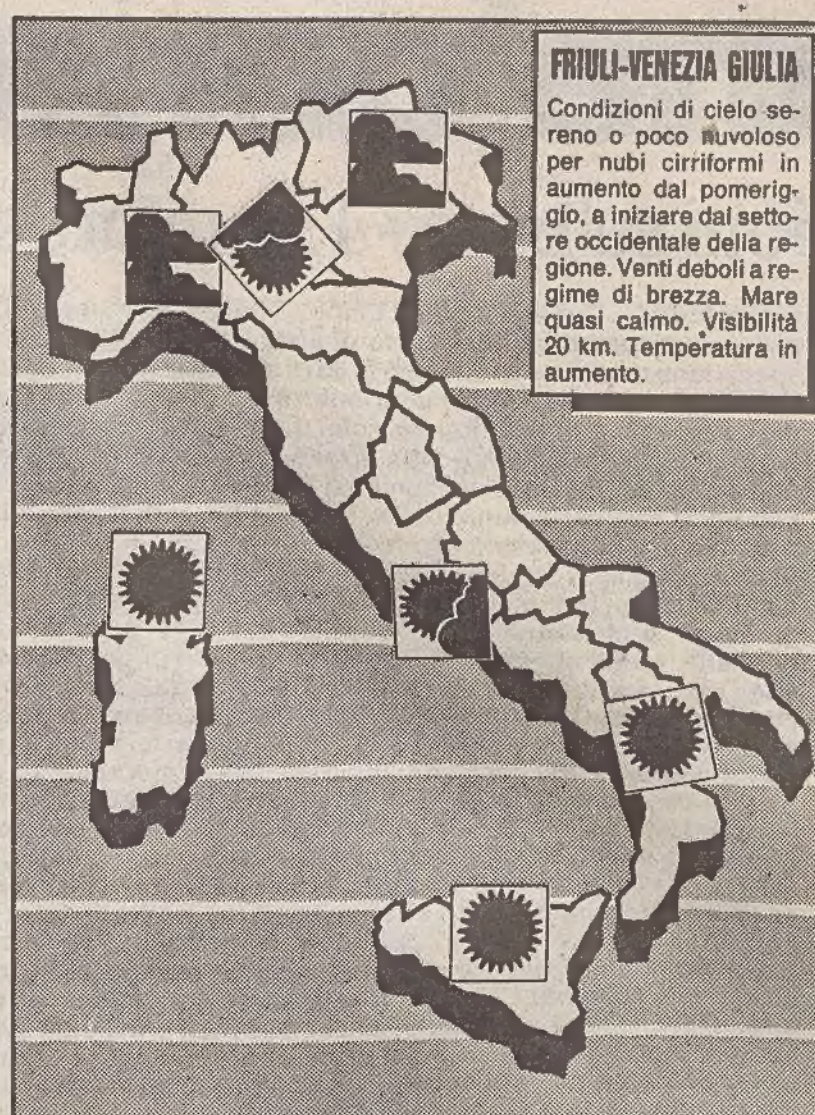 FRIULI-VENEZIA GIULIA
Condizioni di cielo se-
reno o poco nuvoloso
per nubi cirriformi in
aumento dal pomerig-
gio, a iniziare dal setto-
re occidentale della re-
gione. Venti deboli a re-
gime di brezza. Mare
quasi calmo. Visibilità
20 km. Temperatura in
aumento.